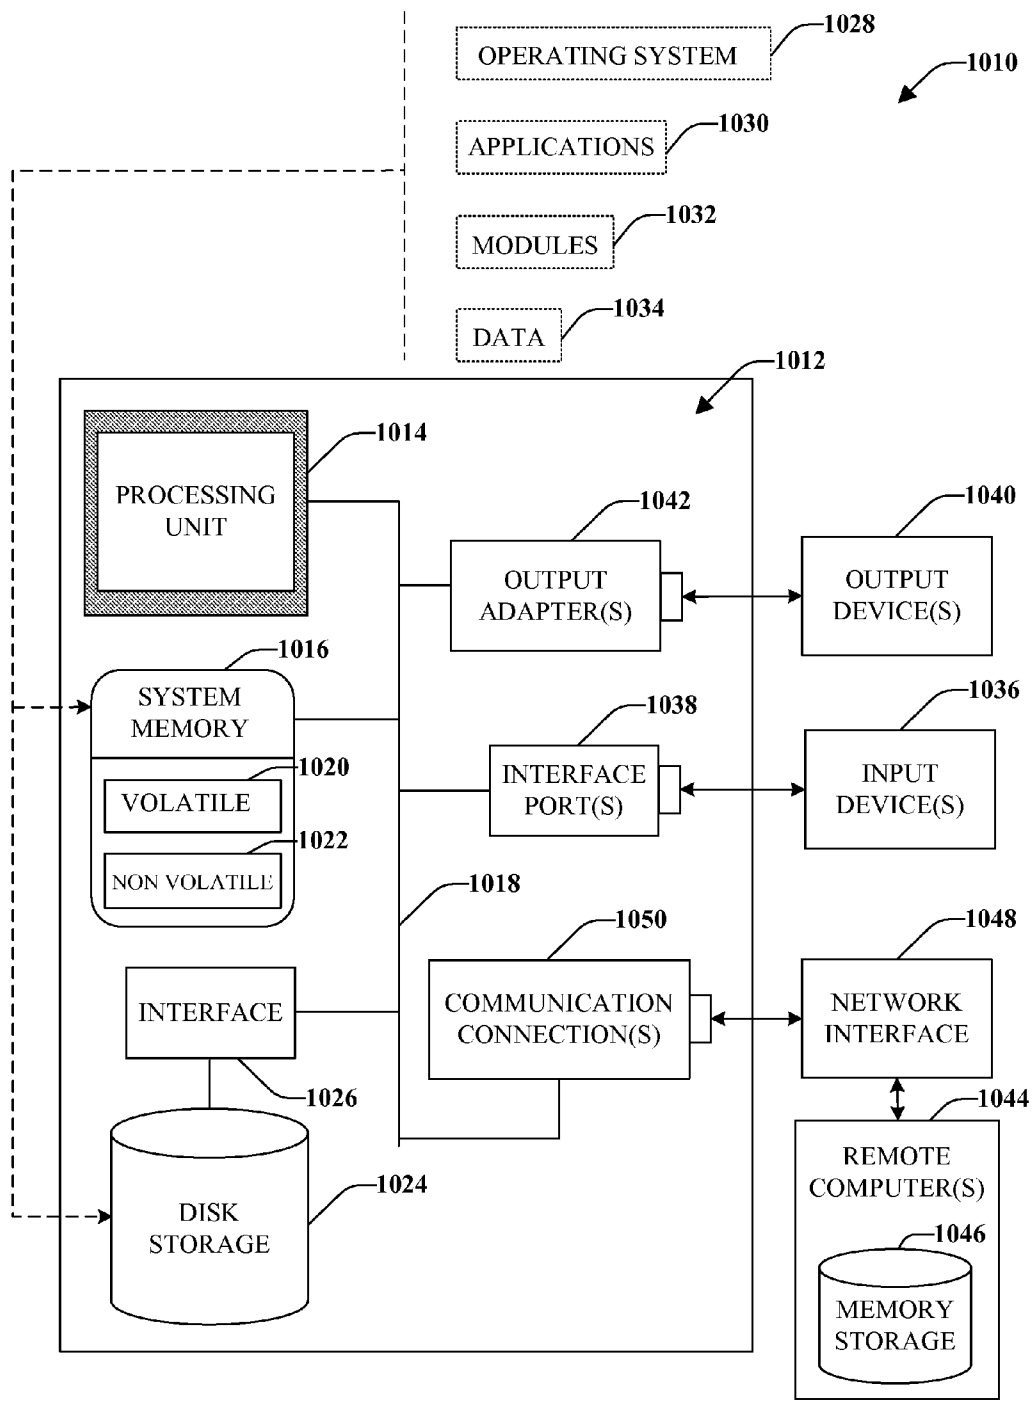 1028
OPERATING SYSTEM
1010
1030
APPLICATIONS
1032
MODULES
1034
DATA
1012
1014
PROCESSING
UNIT
1042
OUTPUT
ADAPTER(S)
1040
OUTPUT
DEVICE(S)
1016
SYSTEM
MEMORY
1020
VOLATILE
1022
NON VOLATILE
1038
INTERFACE
PORT(S)
1036
INPUT
DEVICE(S)
1018
1050
COMMUNICATION
CONNECTION(S)
1048
NETWORK
INTERFACE
INTERFACE
1026
1044
REMOTE
COMPUTER(S)
1024
DISK
STORAGE
1046
MEMORY
STORAGE